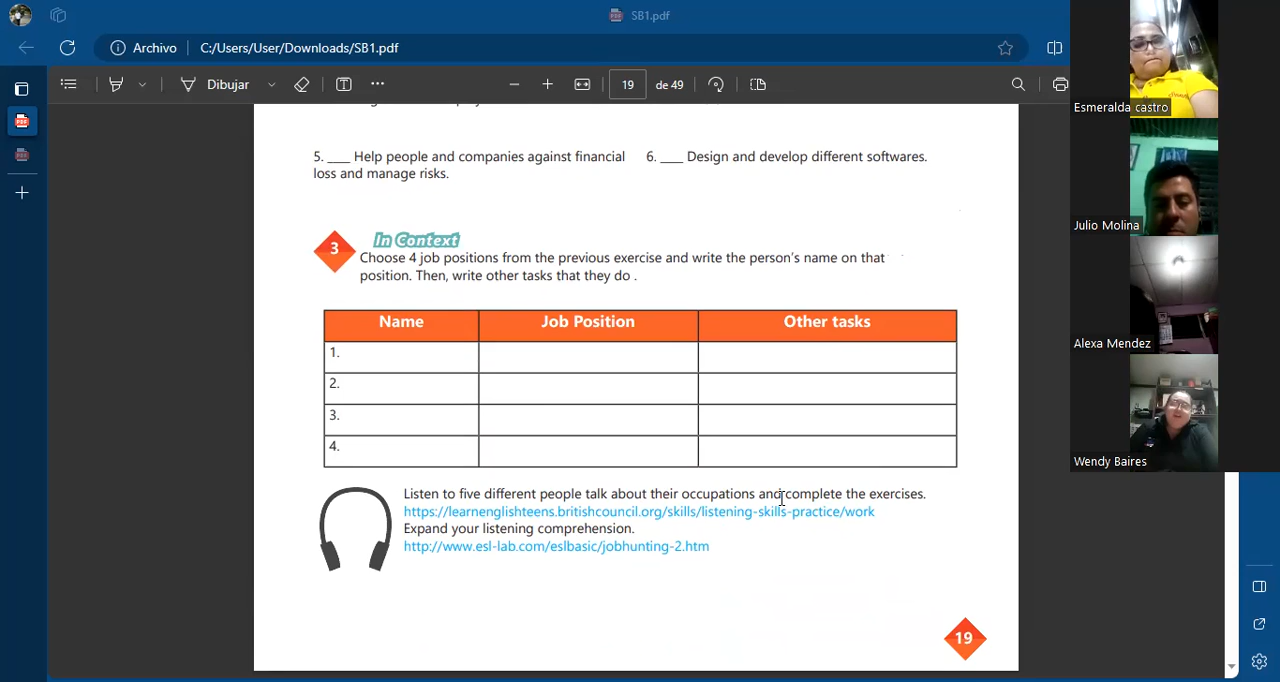 SB1.pdf
Archivo C:/Users/User/Downloads/SB1.pdf
Dibujar 19 de 49
5. ___ Help people and companies against financial
loss and manage risks.
6. ___ Design and develop different softwares.
3
In Context
Choose 4 job positions from the previous exercise and write the person's name on that
position. Then, write other tasks that they do .
Name Job Position Other tasks
1.
2.
3.
4.
Listen to five different people talk about their occupations and complete the exercises.
https://learnenglishteens.britishcouncil.org/skills/listening-skills-practice/work
Expand your listening comprehension.
http://www.esl-lab.com/eslbasic/jobhunting-2.htm
19
Esmeralda castro
Julio Molina
Alexa Mendez
Wendy Baires